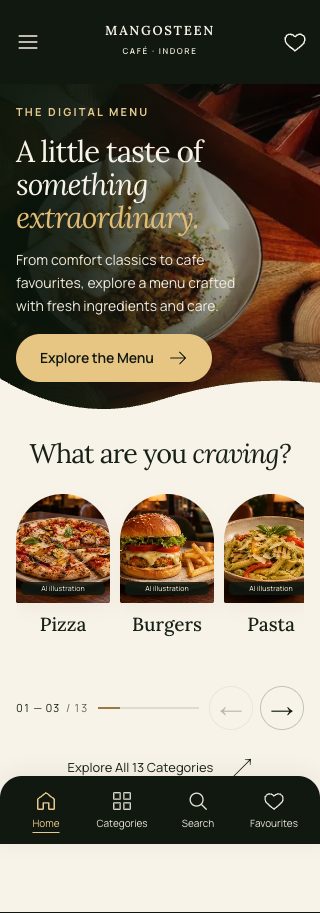 MANGOSTEEN
CAFÉ · INDORE
THE DIGITAL MENU
A little taste of
something
extraordinary.
From comfort classics to café
favourites, explore a menu crafted
with fresh ingredients and care.
Explore the Menu
What are you craving?
AI illustration AI illustration AI illustration
Pizza Burgers Pasta
01 — 03 / 13
Explore All 13 Categories
Home Categories Search Favourites